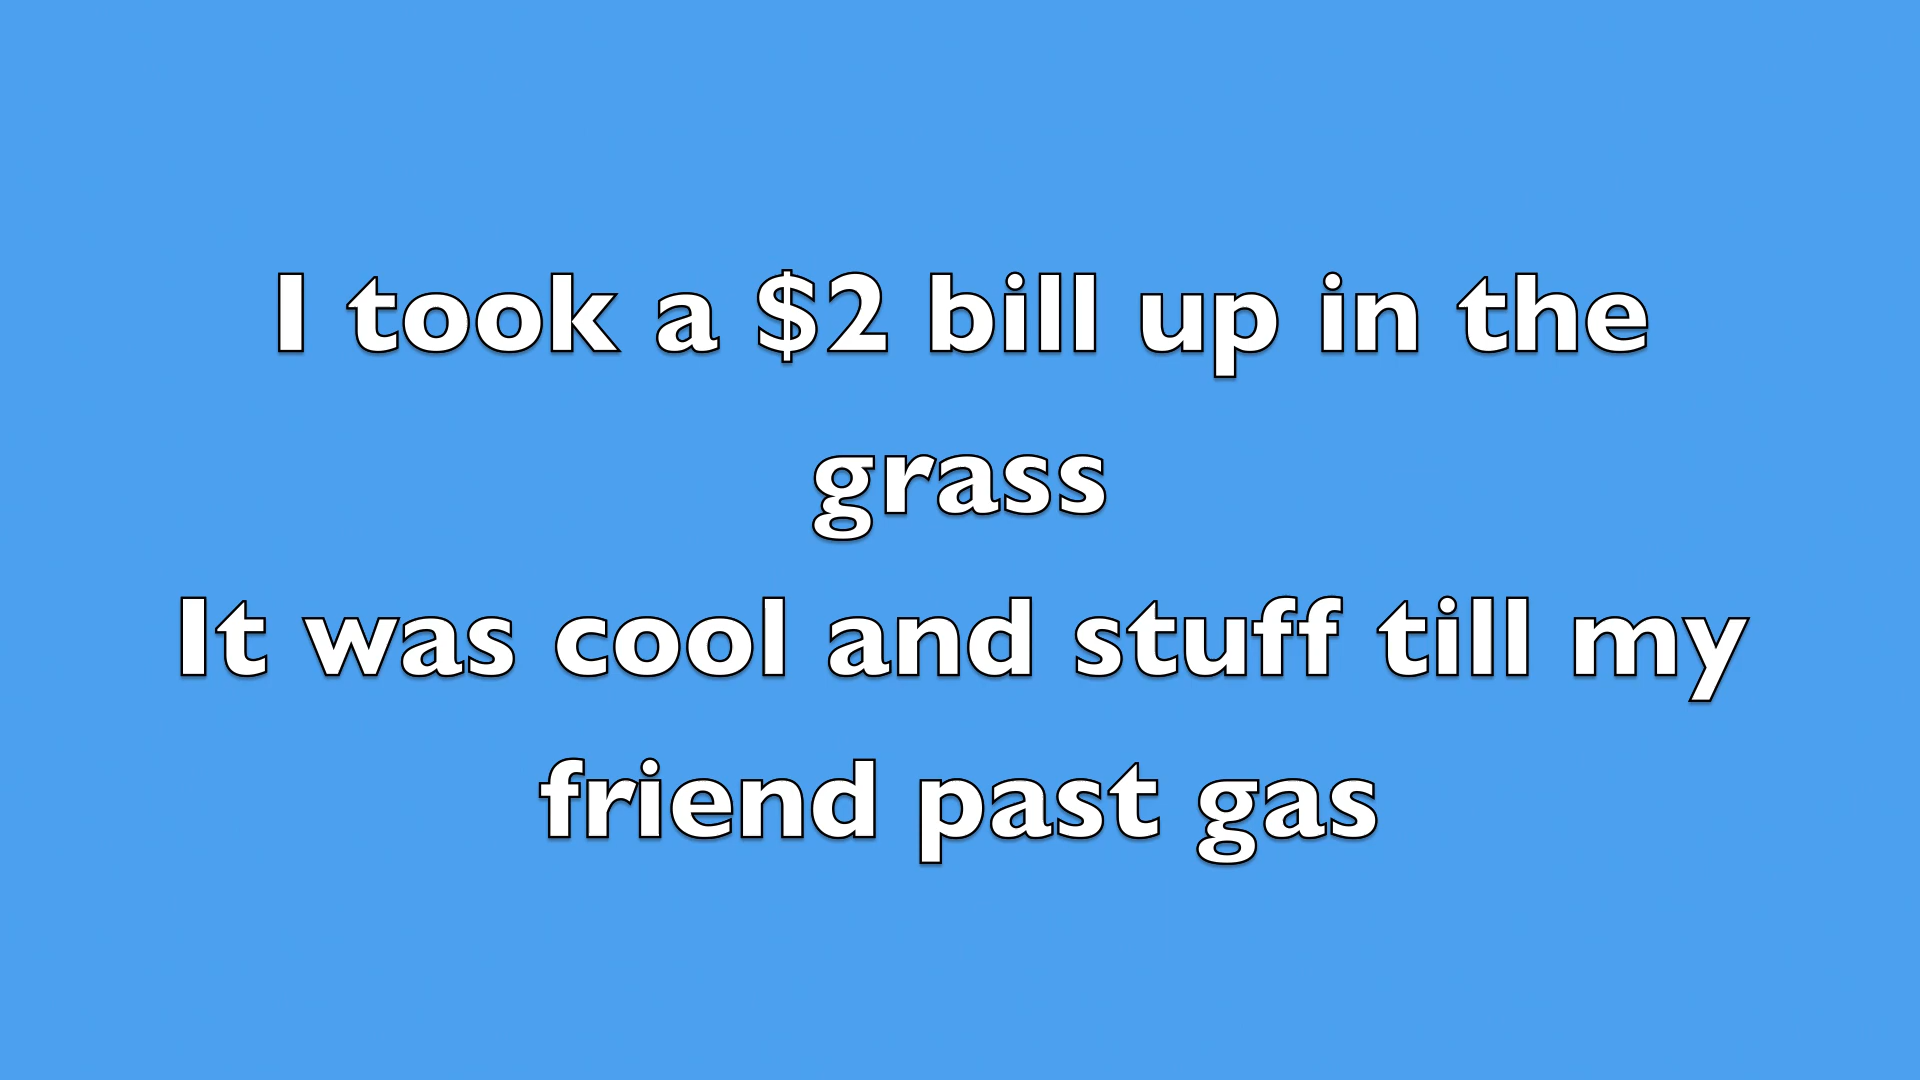 I took a $2 bill up in the
grass
It was cool and stuff till my
friend past gas